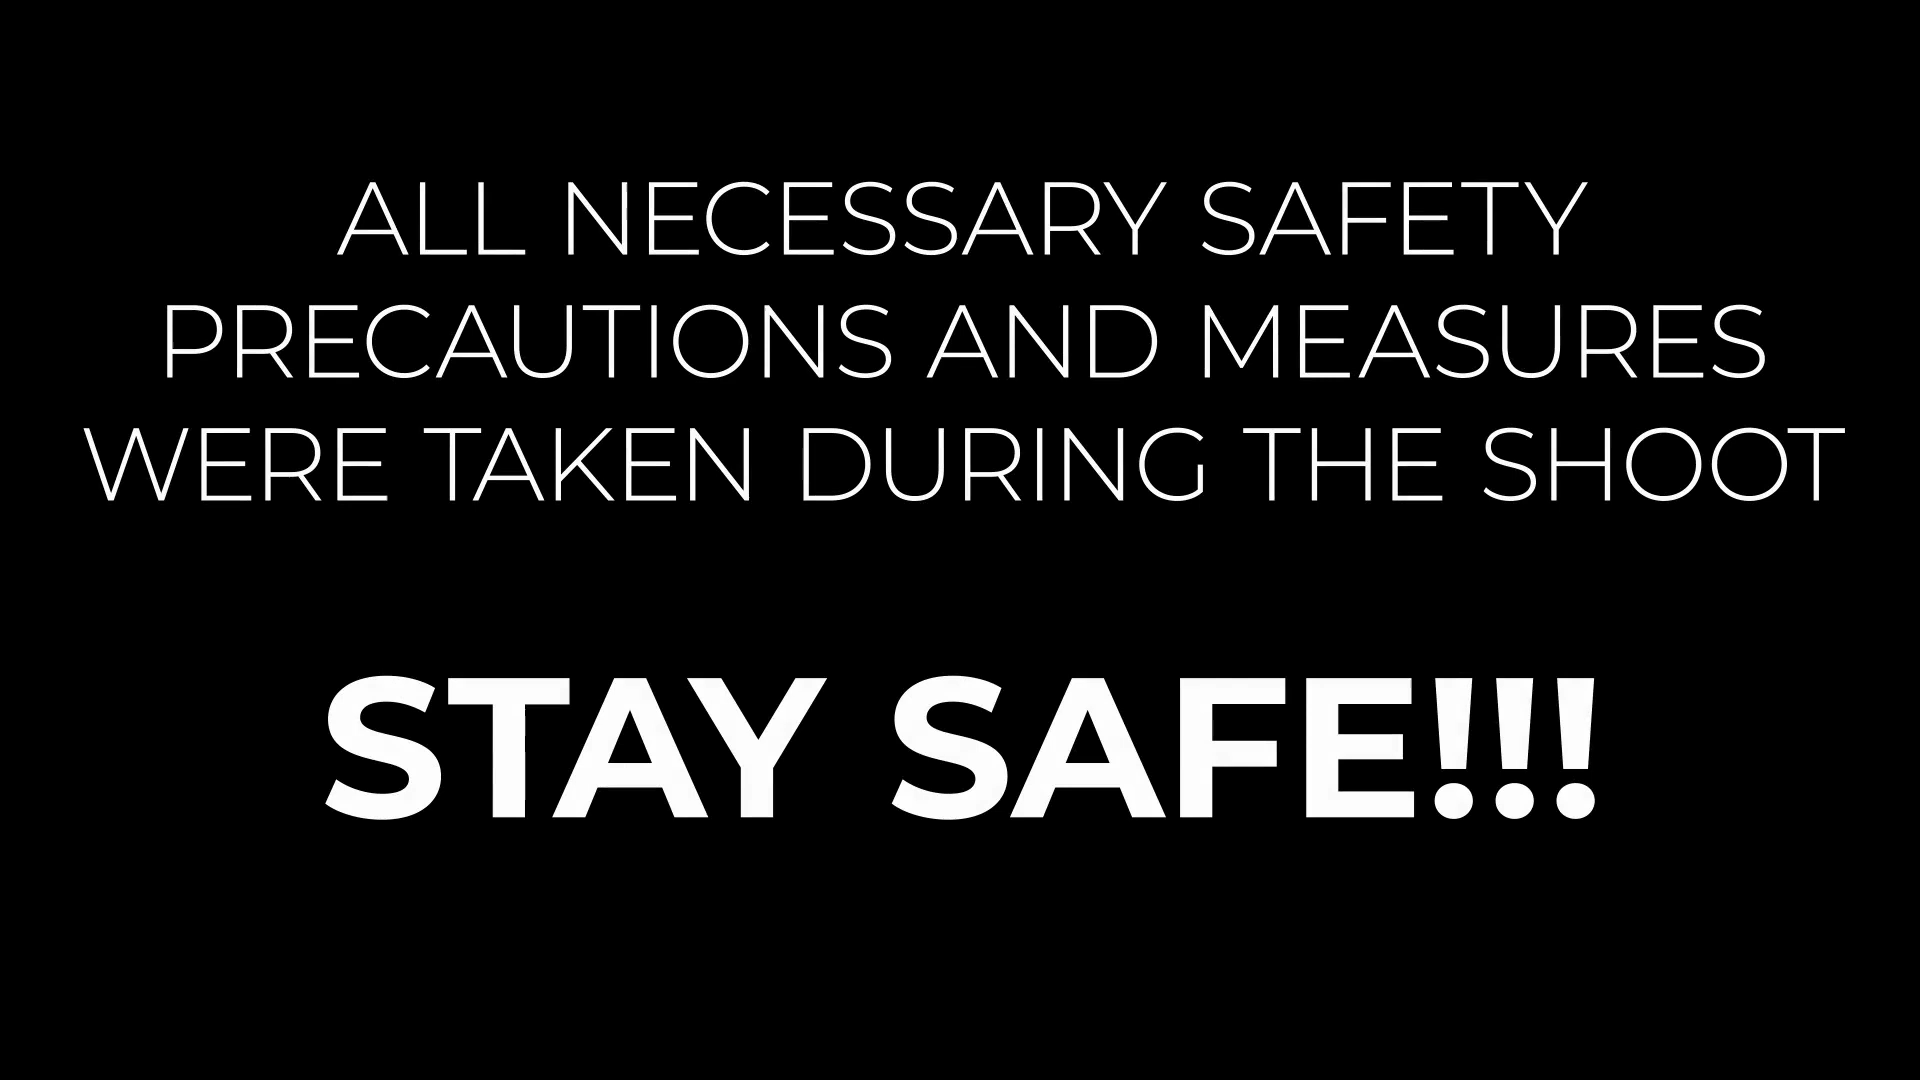 ALL NECESSARY SAFETY
PRECAUTIONS AND MEASURES
WERE TAKEN DURING THE SHOOT
STAY SAFE!!!